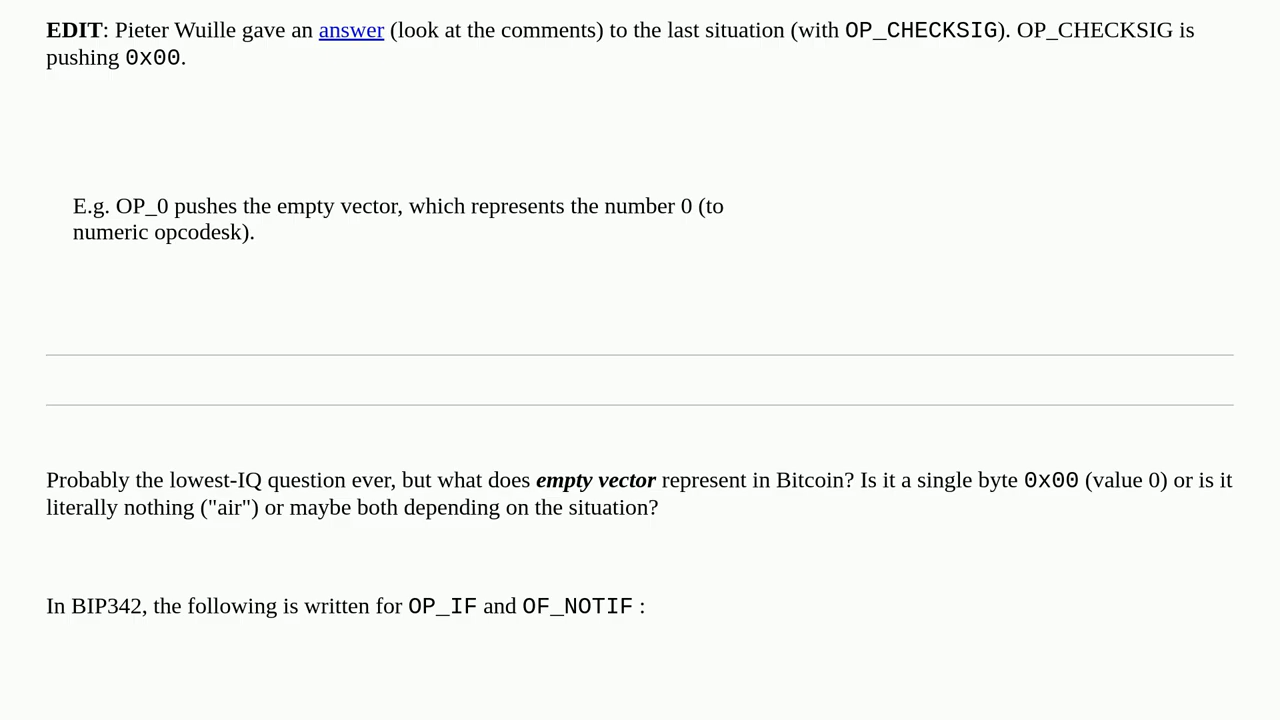 EDIT: Pieter Wuille gave an answer (look at the comments) to the last situation (with OP_CHECKSIG). OP_CHECKSIG is
pushing 0x00.
E.g. OP_0 pushes the empty vector, which represents the number 0 (to
numeric opcodesk).
Probably the lowest-IQ question ever, but what does empty vector represent in Bitcoin? Is it a single byte 0x00 (value 0) or is it
literally nothing ("air") or maybe both depending on the situation?
In BIP342, the following is written for OP_IF and OF_NOTIF :